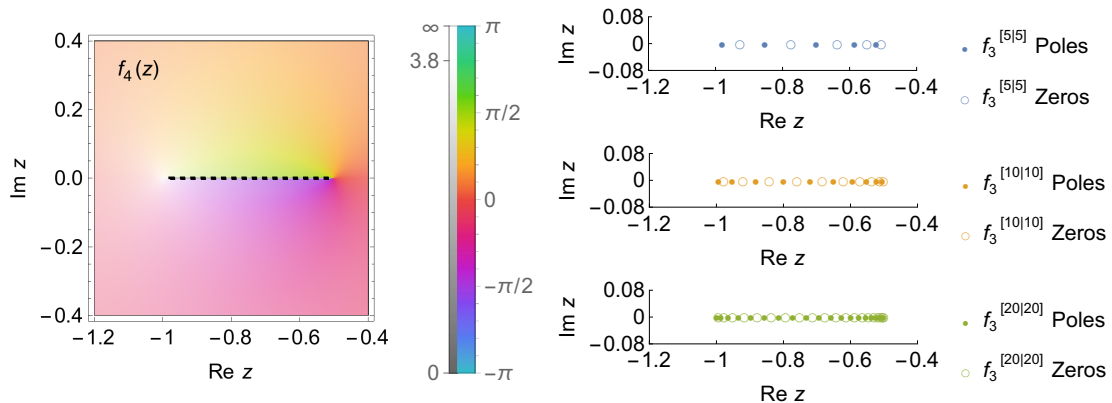 f₄(z)
0.4
0.2
0.0
−0.2
−0.4
Im z
−1.2
−1
−0.8
−0.6
−0.4
Re z
∞
3.8
0
π
π/2
0
−π/2
−π
0.08
0
−0.08
Im z
−1.2
−1
−0.8
−0.6
−0.4
Re z
f₃^[5|5] Poles
f₃^[5|5] Zeros
0.08
0
−0.08
Im z
−1.2
−1
−0.8
−0.6
−0.4
Re z
f₃^[10|10] Poles
f₃^[10|10] Zeros
0.08
0
−0.08
Im z
−1.2
−1
−0.8
−0.6
−0.4
Re z
f₃^[20|20] Poles
f₃^[20|20] Zeros